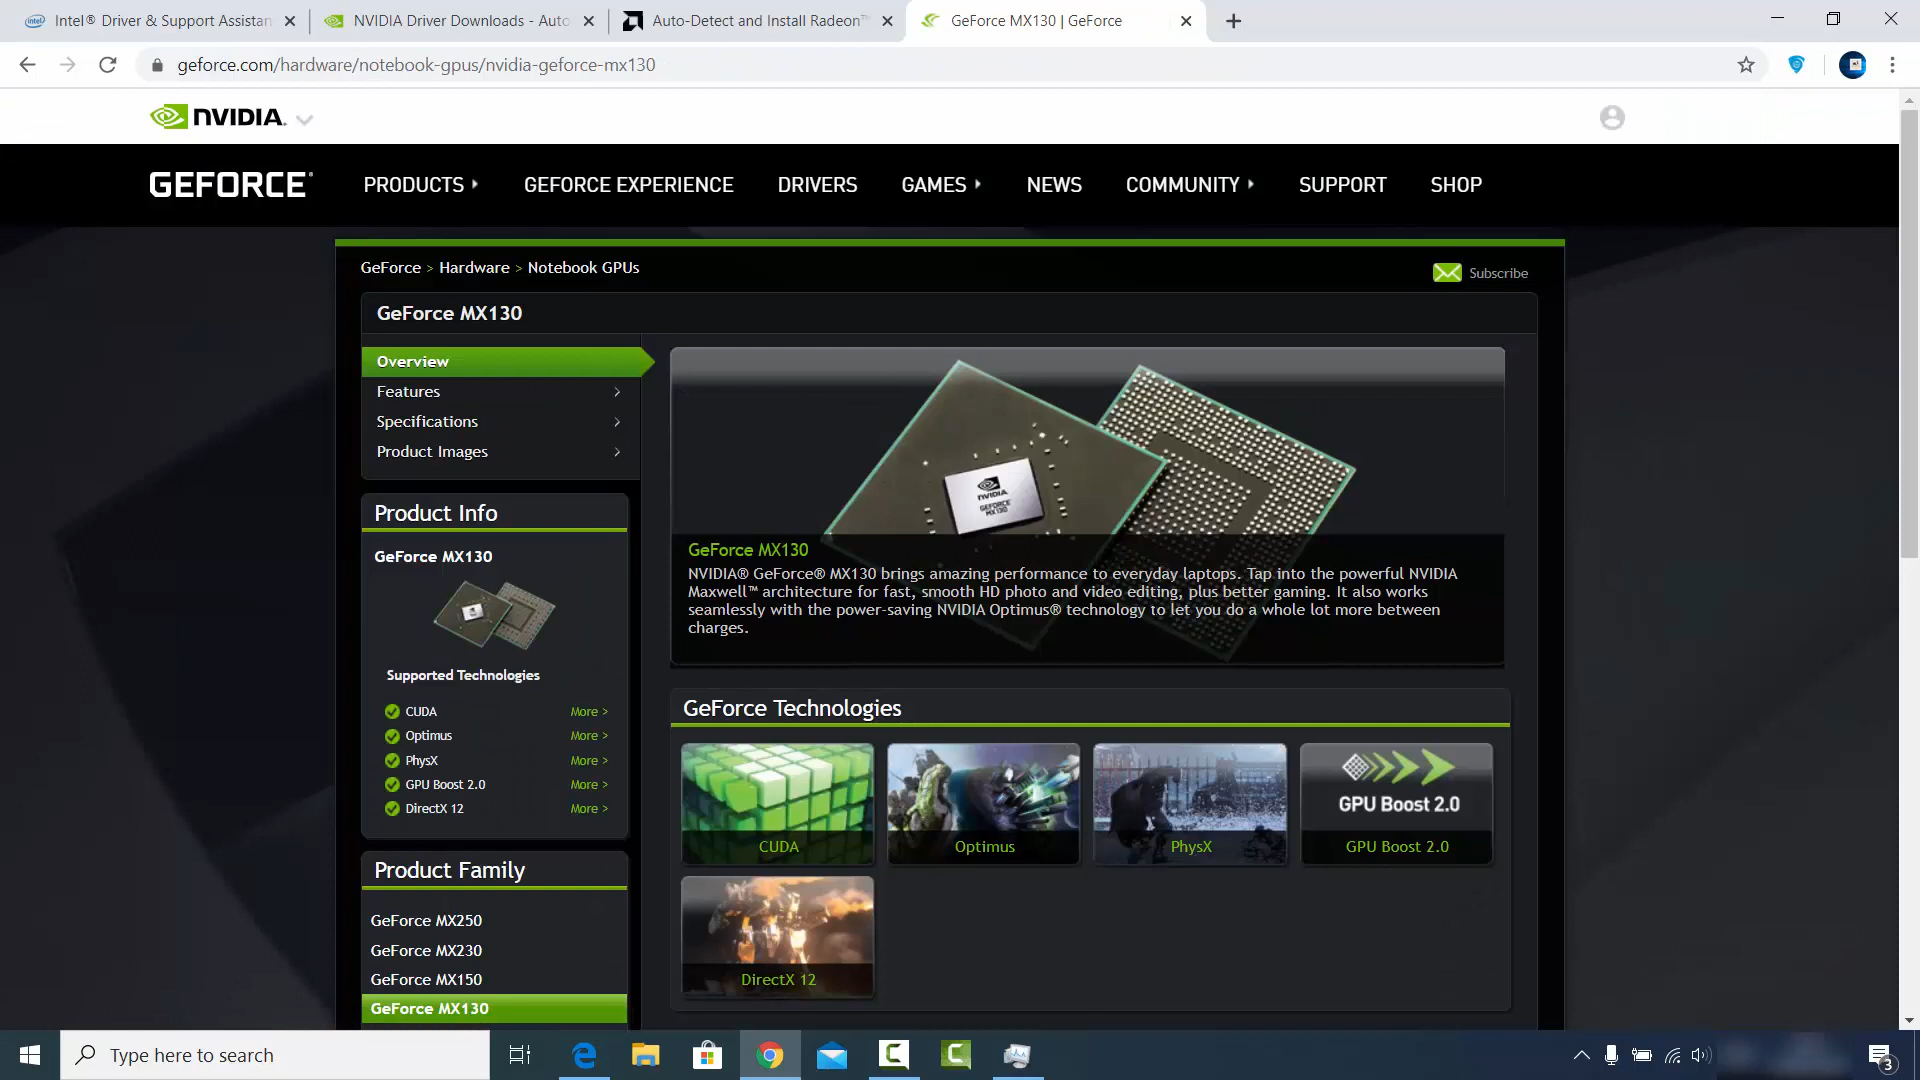 Intel® Driver & Support Assistan
NVIDIA Driver Downloads - Auto
Auto-Detect and Install Radeon™
GeForce MX130 | GeForce
geforce.com/hardware/notebook-gpus/nvidia-geforce-mx130
NVIDIA.
GEFORCE
PRODUCTS
GEFORCE EXPERIENCE
DRIVERS
GAMES
NEWS
COMMUNITY
SUPPORT
SHOP
GeForce > Hardware > Notebook GPUs
Subscribe
GeForce MX130
Overview
Features
Specifications
Product Images
NVIDIA
GEFORCE
MX130
GeForce MX130
NVIDIA® GeForce® MX130 brings amazing performance to everyday laptops. Tap into the powerful NVIDIA
Maxwell™ architecture for fast, smooth HD photo and video editing, plus better gaming. It also works
seamlessly with the power-saving NVIDIA Optimus® technology to let you do a whole lot more between
charges.
Product Info
GeForce MX130
Supported Technologies
CUDA More >
Optimus More >
PhysX More >
GPU Boost 2.0 More >
DirectX 12 More >
GeForce Technologies
CUDA
Optimus
PhysX
GPU Boost 2.0
GPU Boost 2.0
DirectX 12
Product Family
GeForce MX250
GeForce MX230
GeForce MX150
GeForce MX130
Type here to search
3